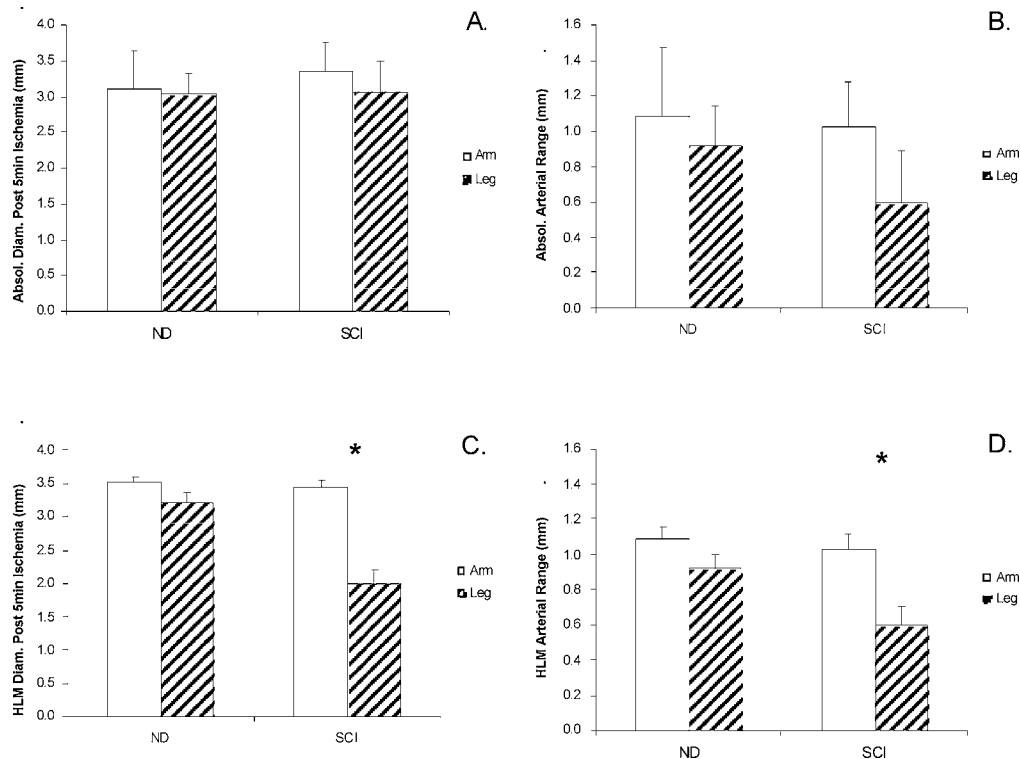 A.
Absol. Diam. Post 5min Ischemia (mm)
4.0
3.5
3.0
2.5
2.0
1.5
1.0
0.5
0.0
ND
SCI
Arm
Leg
B.
Absol. Arterial Range (mm)
1.6
1.4
1.2
1.0
0.8
0.6
0.4
0.2
0.0
ND
SCI
Arm
Leg
C.
HLM Diam. Post 5min Ischemia (mm)
4.0
3.5
3.0
2.5
2.0
1.5
1.0
0.5
0.0
*
ND
SCI
Arm
Leg
D.
HLM Arterial Range (mm)
1.6
1.4
1.2
1.0
0.8
0.6
0.4
0.2
0.0
*
ND
SCI
Arm
Leg